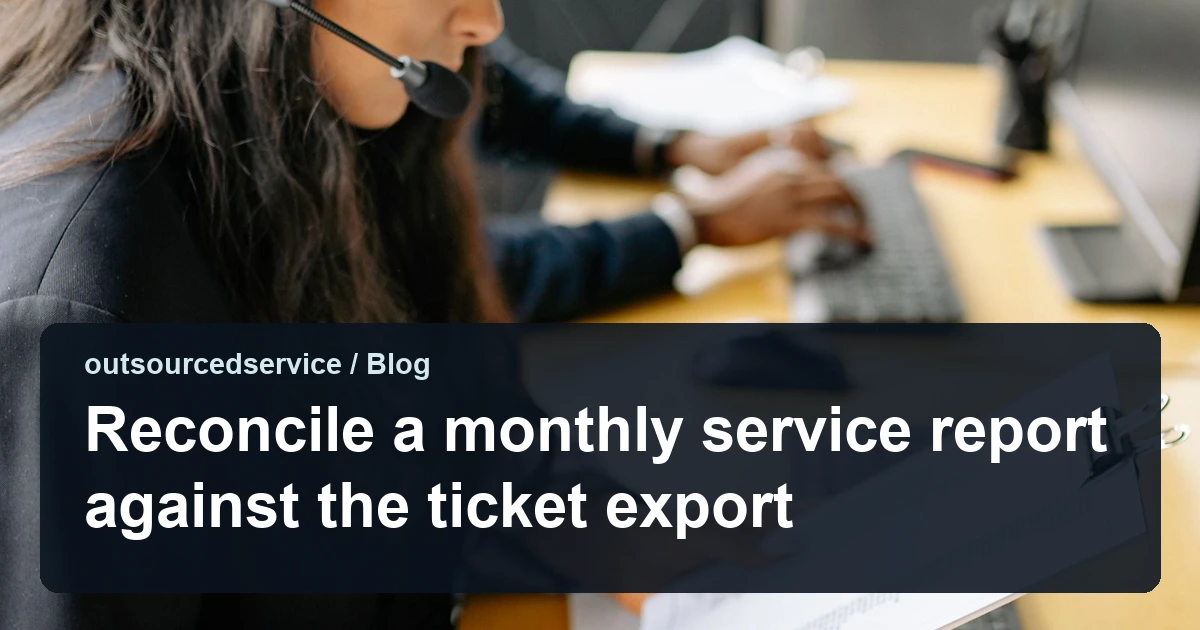 outsourcedservice / Blog
Reconcile a monthly service report
against the ticket export